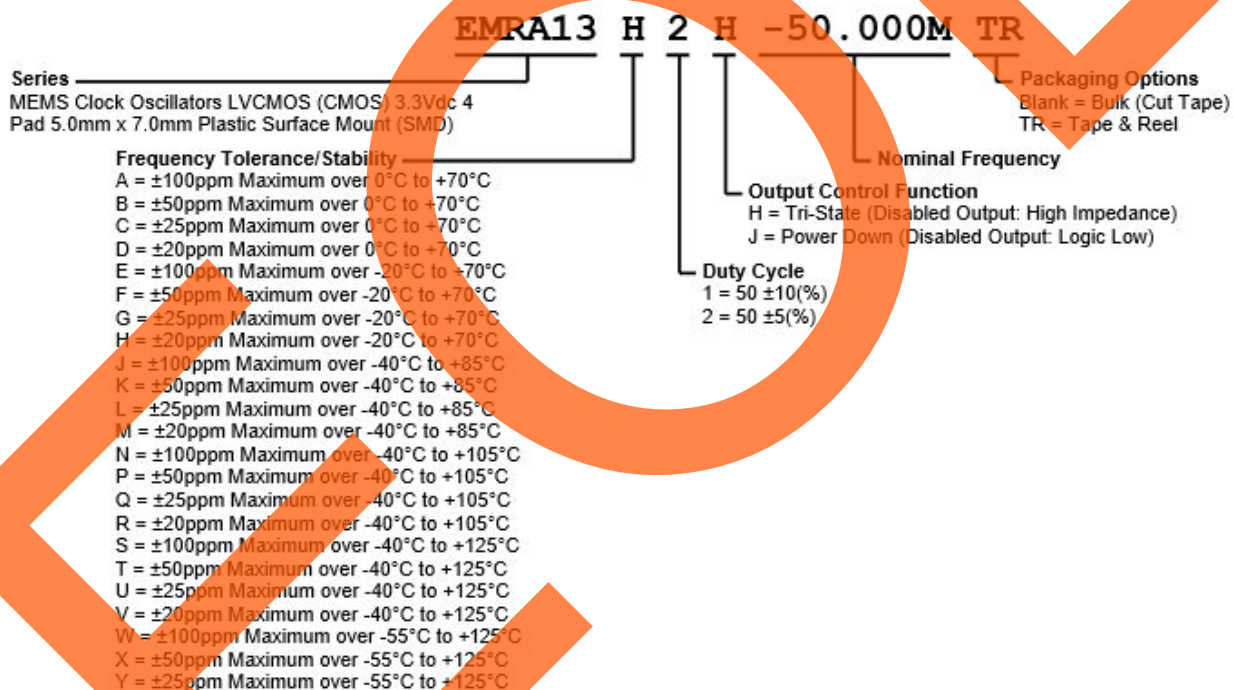 EMRA13 H 2 H -50.000M TR
Series
MEMS Clock Oscillators LVCMOS (CMOS) 3.3Vdc 4
Pad 5.0mm x 7.0mm Plastic Surface Mount (SMD)
Frequency Tolerance/Stability
A = ±100ppm Maximum over 0°C to +70°C
B = ±50ppm Maximum over 0°C to +70°C
C = ±25ppm Maximum over 0°C to +70°C
D = ±20ppm Maximum over 0°C to +70°C
E = ±100ppm Maximum over -20°C to +70°C
F = ±50ppm Maximum over -20°C to +70°C
G = ±25ppm Maximum over -20°C to +70°C
H = ±20ppm Maximum over -20°C to +70°C
J = ±100ppm Maximum over -40°C to +85°C
K = ±50ppm Maximum over -40°C to +85°C
L = ±25ppm Maximum over -40°C to +85°C
M = ±20ppm Maximum over -40°C to +85°C
N = ±100ppm Maximum over -40°C to +105°C
P = ±50ppm Maximum over -40°C to +105°C
Q = ±25ppm Maximum over -40°C to +105°C
R = ±20ppm Maximum over -40°C to +105°C
S = ±100ppm Maximum over -40°C to +125°C
T = ±50ppm Maximum over -40°C to +125°C
U = ±25ppm Maximum over -40°C to +125°C
V = ±20ppm Maximum over -40°C to +125°C
W = ±100ppm Maximum over -55°C to +125°C
X = ±50ppm Maximum over -55°C to +125°C
Y = ±25ppm Maximum over -55°C to +125°C
Duty Cycle
1 = 50 ±10(%)
2 = 50 ±5(%)
Output Control Function
H = Tri-State (Disabled Output: High Impedance)
J = Power Down (Disabled Output: Logic Low)
Nominal Frequency
Packaging Options
Blank = Bulk (Cut Tape)
TR = Tape & Reel